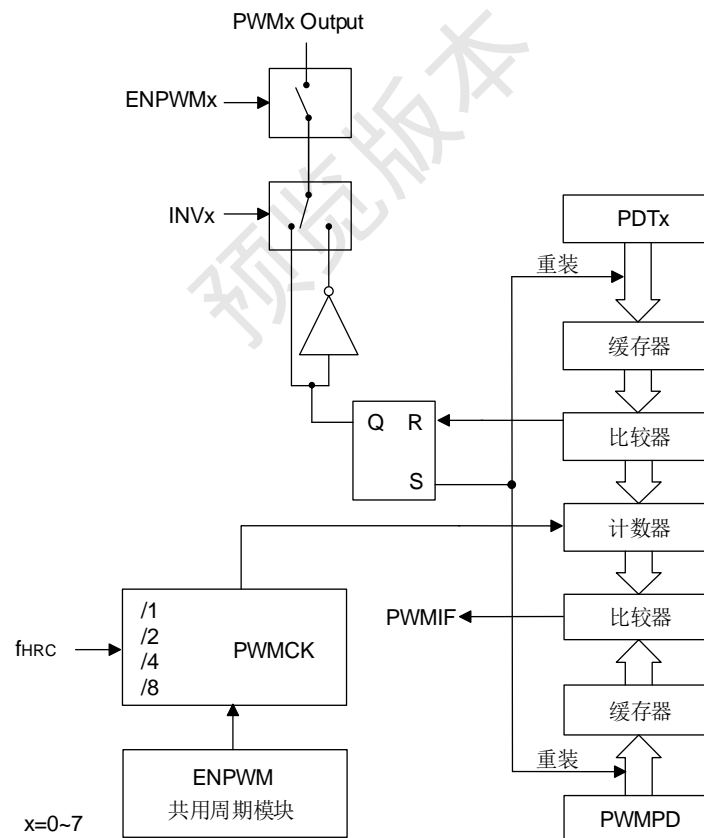 PWMx Output
ENPWMx
INVx
PDTx
重装
缓存器
Q R
S
比较器
计数器
/1
/2
/4
/8
PWMCK
fHRC
PWMIF
比较器
缓存器
重装
ENPWM
共用周期模块
PWMPD
x=0~7
预览版本